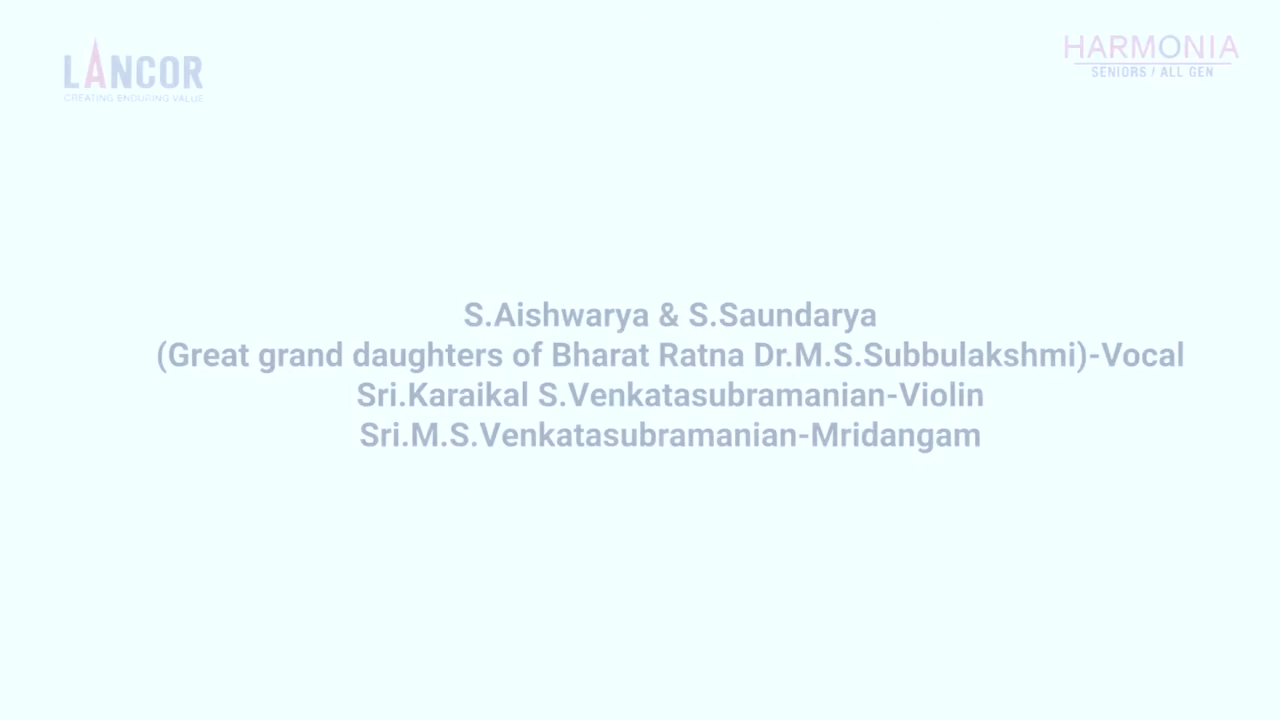 LANCOR
CREATING ENDURING VALUE
HARMONIA
SENIORS / ALL GEN
S.Aishwarya & S.Saundarya
(Great grand daughters of Bharat Ratna Dr.M.S.Subbulakshmi)-Vocal
Sri.Karaikal S.Venkatasubramanian-Violin
Sri.M.S.Venkatasubramanian-Mridangam